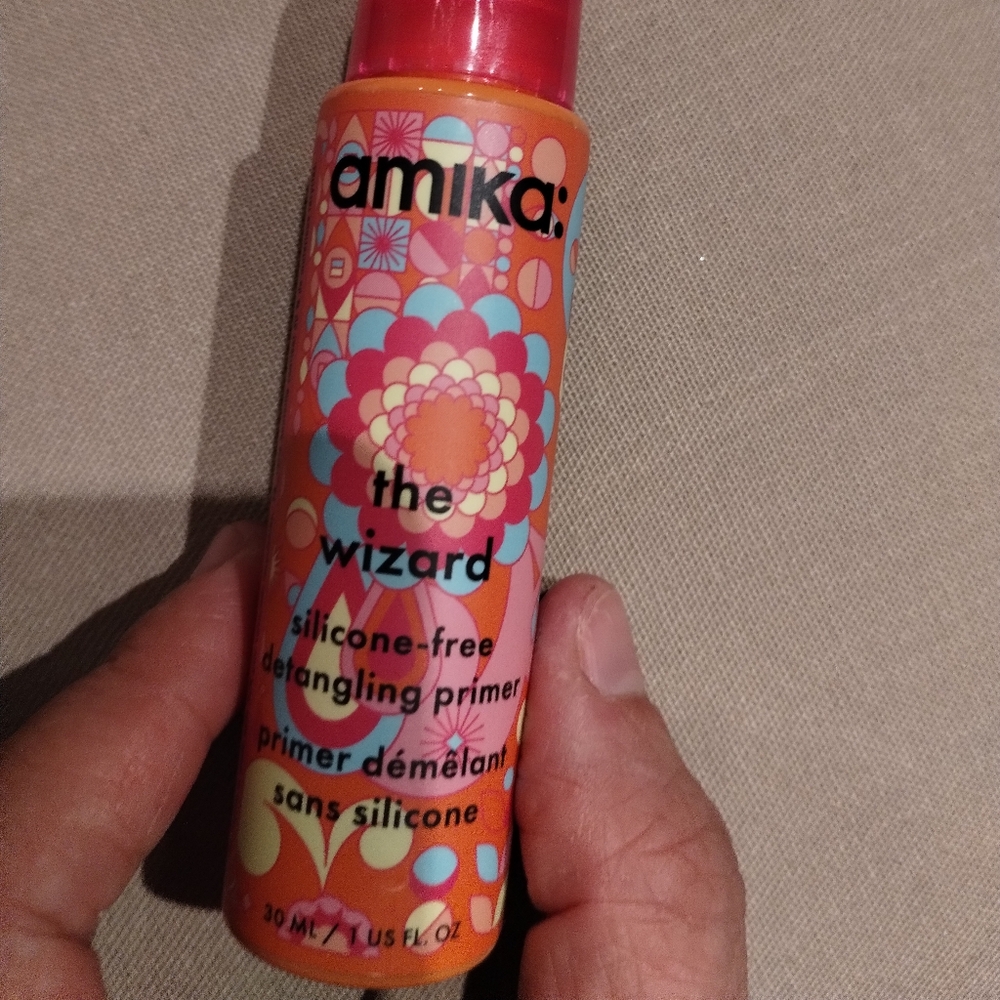 amika:
the
wizard
silicone-free
detangling primer
primer démêlant
sans silicone
30 ML / 1 US FL. OZ